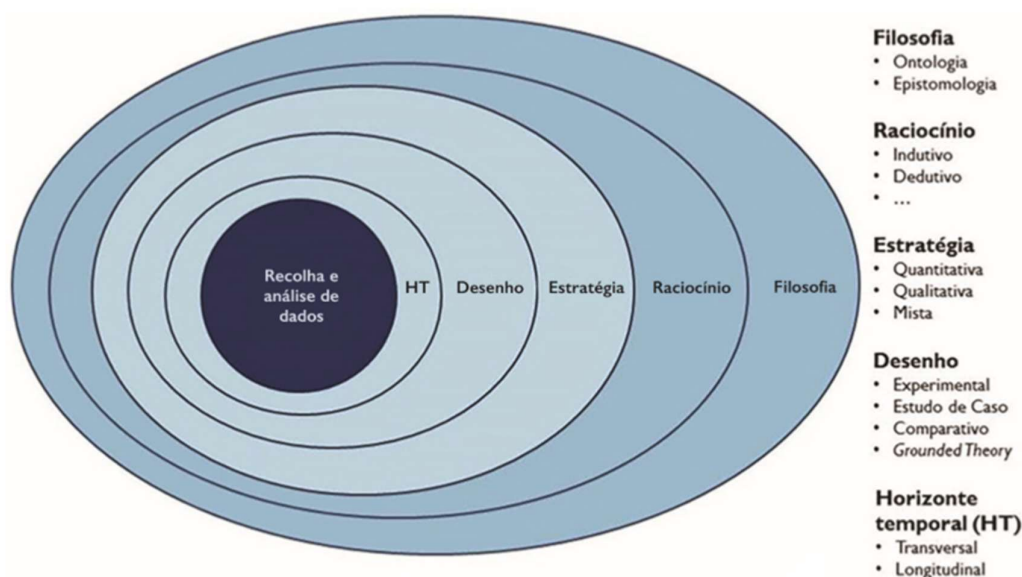 Recolha e
análise de
dados
HT
Desenho
Estratégia
Raciocínio
Filosofia
Filosofia
• Ontologia
• Epistomologia
Raciocínio
• Indutivo
• Dedutivo
• ...
Estratégia
• Quantitativa
• Qualitativa
• Mista
Desenho
• Experimental
• Estudo de Caso
• Comparativo
• Grounded Theory
Horizonte
temporal (HT)
• Transversal
• Longitudinal